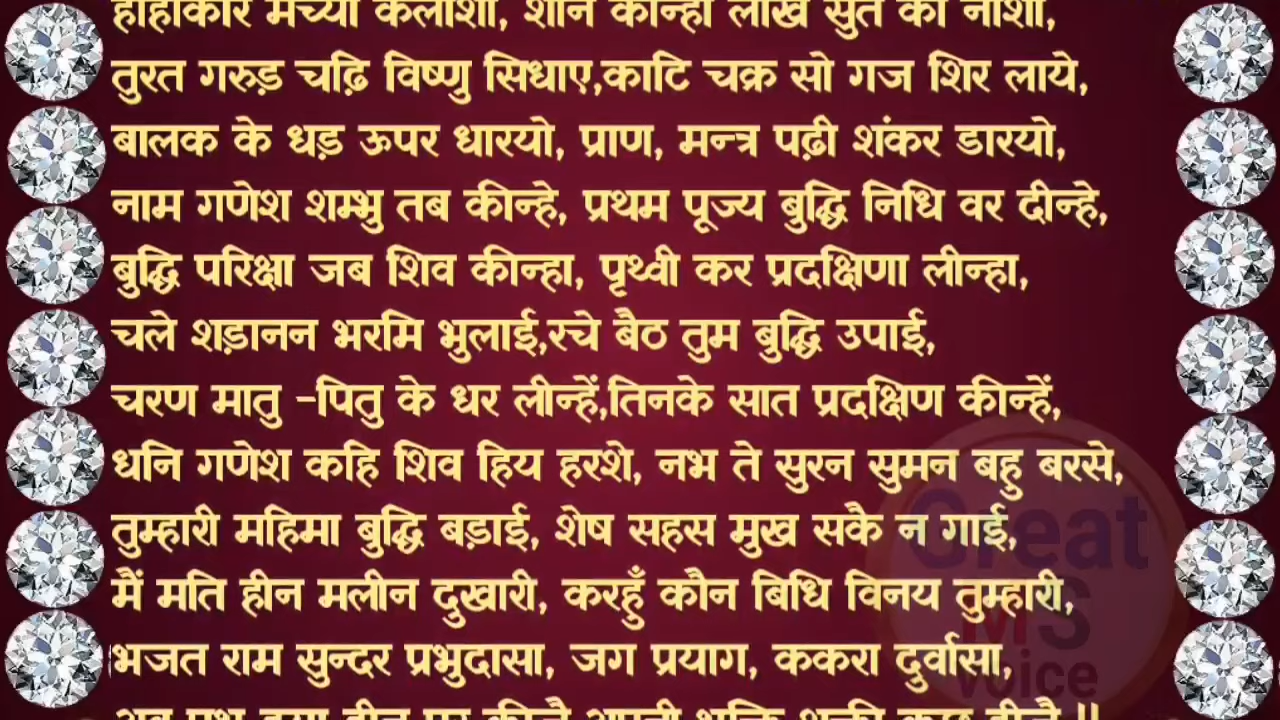 हाहाकार मच्यो कैलाशा, शनि कीन्हों लखि सुत को नाशा,
तुरत गरुड़ चढ़ि विष्णु सिधाए,काटि चक्र सो गज शिर लाये,
बालक के धड़ ऊपर धारयो, प्राण, मन्त्र पढ़ी शंकर डारयो,
नाम गणेश शम्भु तब कीन्हे, प्रथम पूज्य बुद्धि निधि वर दीन्हे,
बुद्धि परिक्षा जब शिव कीन्हा, पृथ्वी कर प्रदक्षिणा लीन्हा,
चले शड़ानन भरमि भुलाई,रचे बैठ तुम बुद्धि उपाई,
चरण मातु -पितु के धर लीन्हें,तिनके सात प्रदक्षिण कीन्हें,
धनि गणेश कहि शिव हिय हरशे, नभ ते सुरन सुमन बहु बरसे,
तुम्हारी महिमा बुद्धि बड़ाई, शेष सहस मुख सकै न गाई,
मैं मति हीन मलीन दुखारी, करहुँ कौन बिधि विनय तुम्हारी,
भजत राम सुन्दर प्रभुदासा, जग प्रयाग, ककरा दुर्वासा,
Great
MS
voice